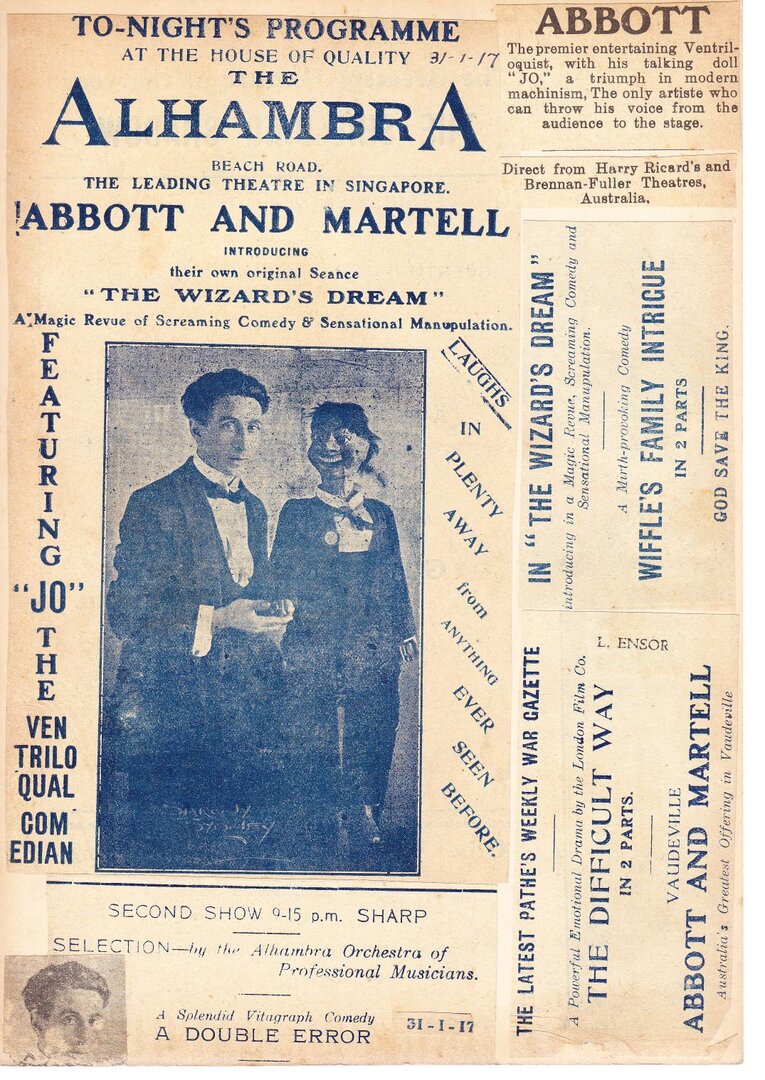 TO-NIGHT'S PROGRAMME
AT THE HOUSE OF QUALITY 31-1-17
THE
ALHAMBRA
BEACH ROAD.
THE LEADING THEATRE IN SINGAPORE.
ABBOTT AND MARTELL
INTRODUCING
their own original Seance
"THE WIZARD'S DREAM"
A Magic Revue of Screaming Comedy & Sensational Manupulation.
FEATURING
"JO"
THE
VEN
TRILO
QUAL
COM
EDIAN
LAUGHS
IN
PLENTY
AWAY
from
ANYTHING
EVER
SEEN
BEFORE.
SECOND SHOW 9-15 p.m. SHARP
SELECTION—by the Alhambra Orchestra of
Professional Musicians.
A Splendid Vitagraph Comedy
A DOUBLE ERROR
31-1-17
ABBOTT
The premier entertaining Ventril-
oquist, with his talking doll
"JO," a triumph in modern
machinism, The only artiste who
can throw his voice from the
audience to the stage.
Direct from Harry Ricard's and
Brennan-Fuller Theatres,
Australia.
IN "THE WIZARD'S DREAM"
introducing in a Magic Revue, Screaming Comedy and
Sensational Manupulation.
A Mirth-provoking Comedy
WIFFLE'S FAMILY INTRIGUE
IN 2 PARTS
GOD SAVE THE KING.
L. ENSOR
THE LATEST PATHE'S WEEKLY WAR GAZETTE
A Powerful Emotional Drama by the London Film Co.
THE DIFFICULT WAY
IN 2 PARTS.
VAUDEVILLE
ABBOTT AND MARTELL
Australia's Greatest Offering in Vaudeville